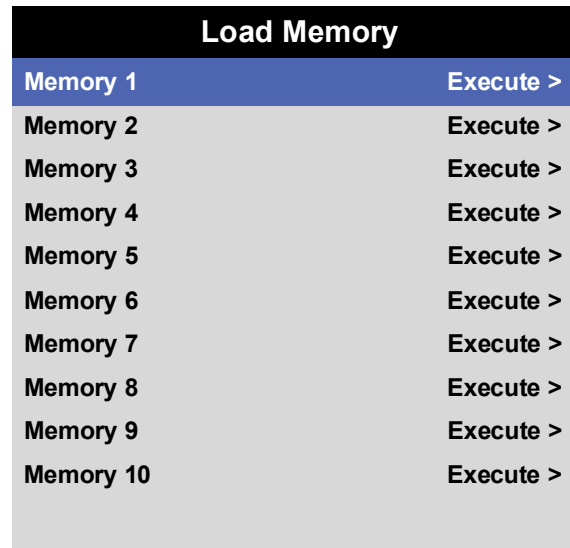 Load Memory
Memory 1 Execute >
Memory 2 Execute >
Memory 3 Execute >
Memory 4 Execute >
Memory 5 Execute >
Memory 6 Execute >
Memory 7 Execute >
Memory 8 Execute >
Memory 9 Execute >
Memory 10 Execute >